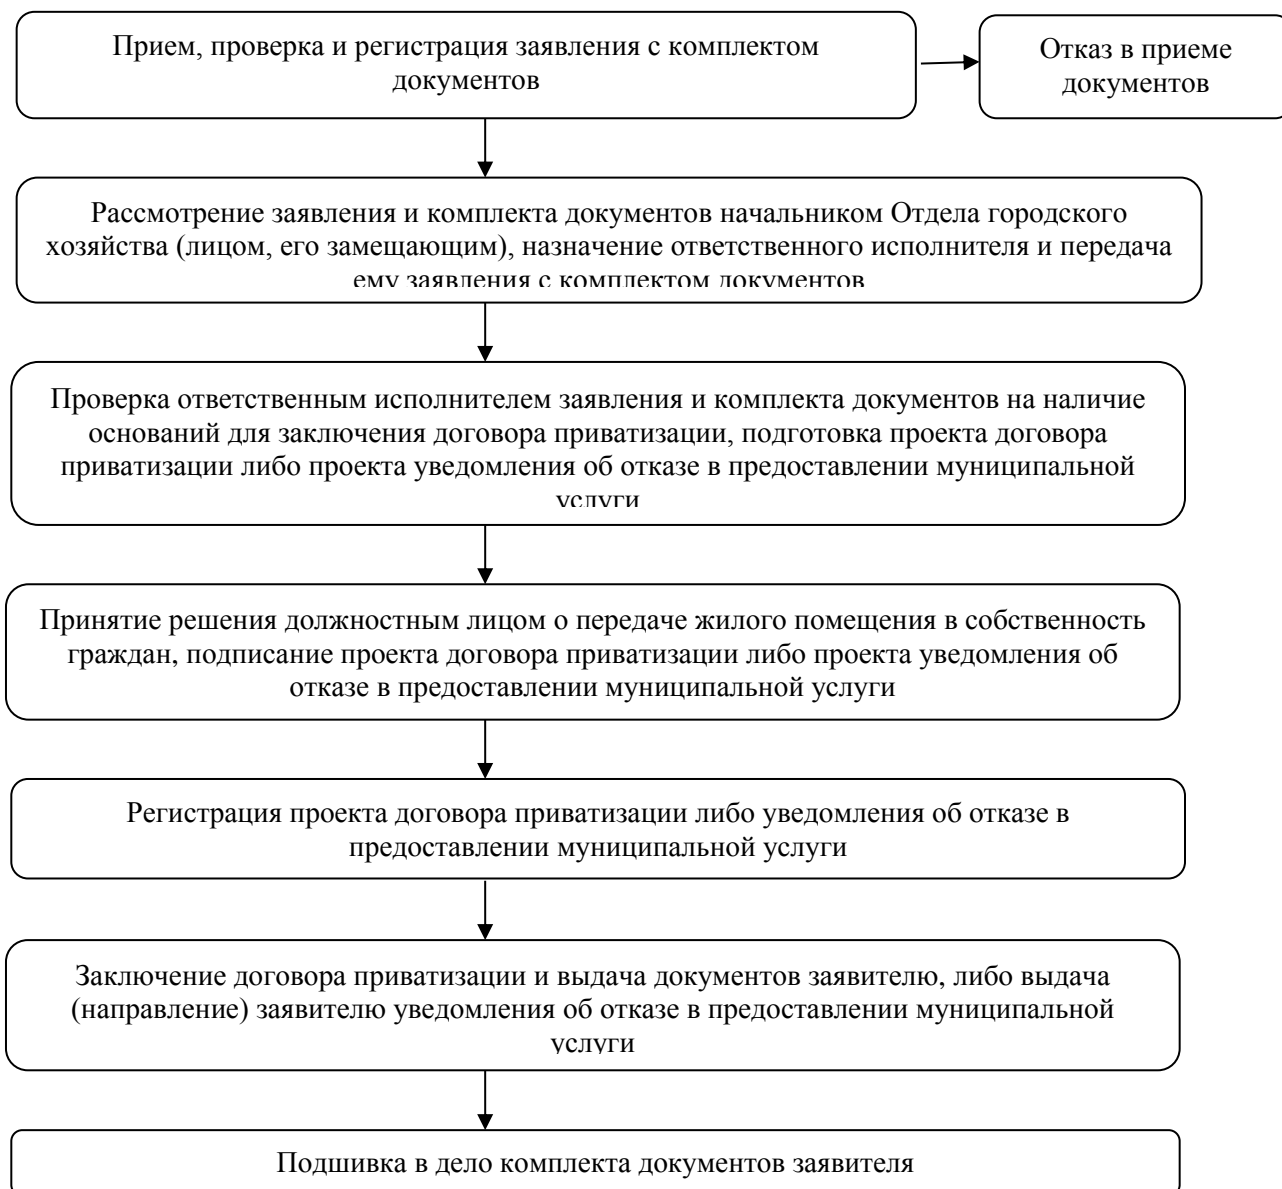 Прием, проверка и регистрация заявления с комплектом
документов
Отказ в приеме
документов
Рассмотрение заявления и комплекта документов начальником Отдела городского
хозяйства (лицом, его замещающим), назначение ответственного исполнителя и передача
ему заявления с комплектом документов
Проверка ответственным исполнителем заявления и комплекта документов на наличие
оснований для заключения договора приватизации, подготовка проекта договора
приватизации либо проекта уведомления об отказе в предоставлении муниципальной
услуги
Принятие решения должностным лицом о передаче жилого помещения в собственность
граждан, подписание проекта договора приватизации либо проекта уведомления об
отказе в предоставлении муниципальной услуги
Регистрация проекта договора приватизации либо уведомления об отказе в
предоставлении муниципальной услуги
Заключение договора приватизации и выдача документов заявителю, либо выдача
(направление) заявителю уведомления об отказе в предоставлении муниципальной
услуги
Подшивка в дело комплекта документов заявителя